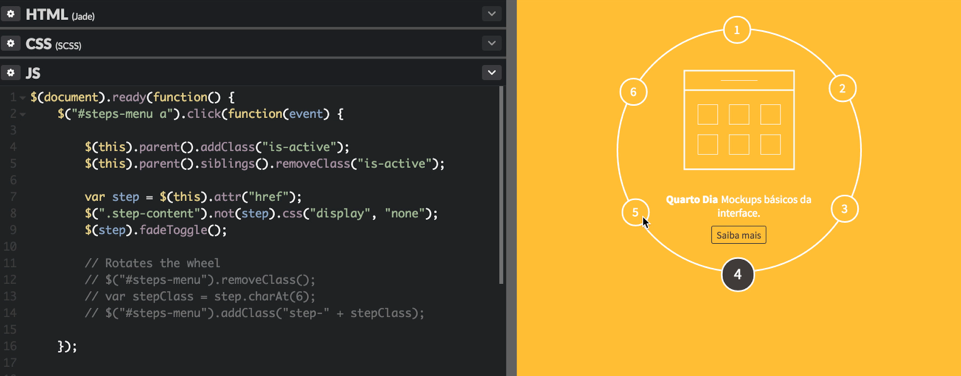 HTML (Jade)
CSS (SCSS)
JS
1 $(document).ready(function() {
2 $("#steps-menu a").click(function(event) {
3
4 $(this).parent().addClass("is-active");
5 $(this).parent().siblings().removeClass("is-active");
6
7 var step = $(this).attr("href");
8 $(".step-content").not(step).css("display", "none");
9 $(step).fadeToggle();
10
11 // Rotates the wheel
12 // $("#steps-menu").removeClass();
13 // var stepClass = step.charAt(6);
14 // $("#steps-menu").addClass("step-" + stepClass);
15
16 });
17
1
6
2
Quarto Dia Mockups básicos da
Interface.
5
3
Saiba mais
4